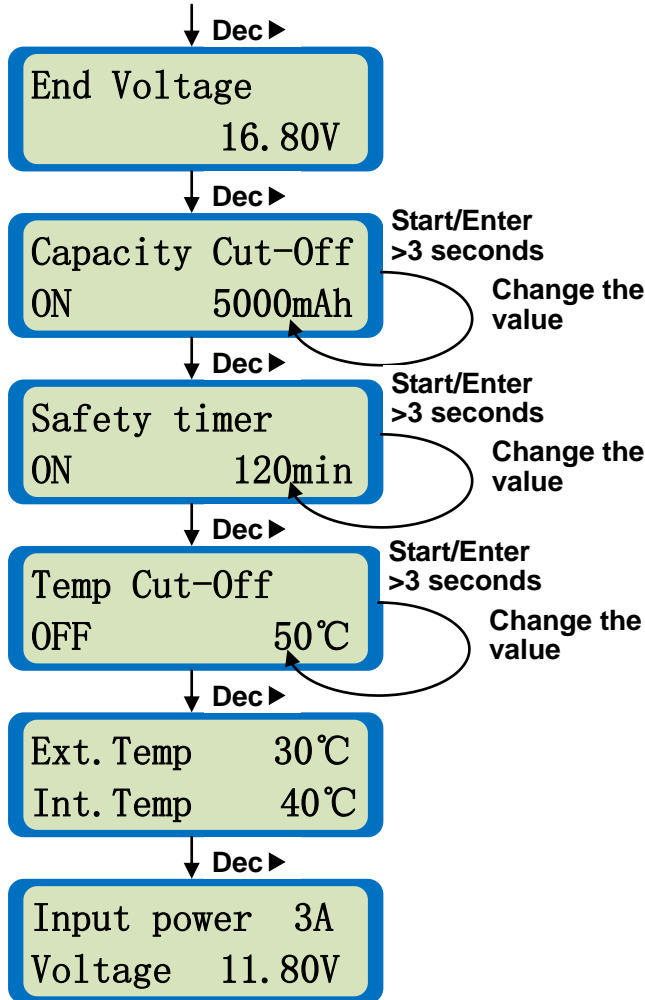 Dec▶
End Voltage
16.80V
Dec▶
Capacity Cut-Off
ON 5000mAh
Start/Enter
>3 seconds
Change the
value
Dec▶
Safety timer
ON 120min
Start/Enter
>3 seconds
Change the
value
Dec▶
Temp Cut-Off
OFF 50℃
Start/Enter
>3 seconds
Change the
value
Dec▶
Ext.Temp 30℃
Int.Temp 40℃
Dec▶
Input power 3A
Voltage 11.80V